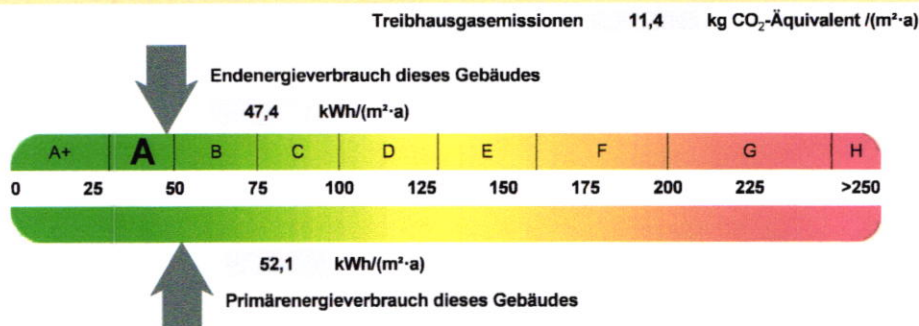 Treibhausgasemissionen 11,4 kg CO₂-Äquivalent /(m²·a)
Endenergieverbrauch dieses Gebäudes
47,4 kWh/(m²·a)
A+ A B C D E F G H
0 25 50 75 100 125 150 175 200 225 >250
52,1 kWh/(m²·a)
Primärenergieverbrauch dieses Gebäudes